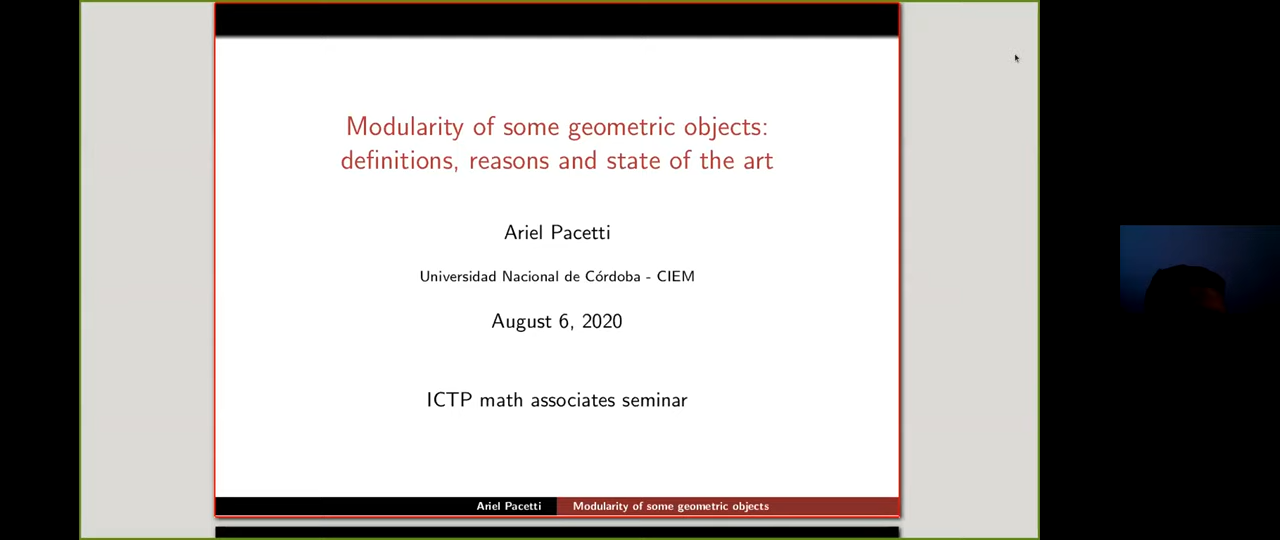 Modularity of some geometric objects:
definitions, reasons and state of the art
Ariel Pacetti
Universidad Nacional de Córdoba - CIEM
August 6, 2020
ICTP math associates seminar
Ariel Pacetti
Modularity of some geometric objects